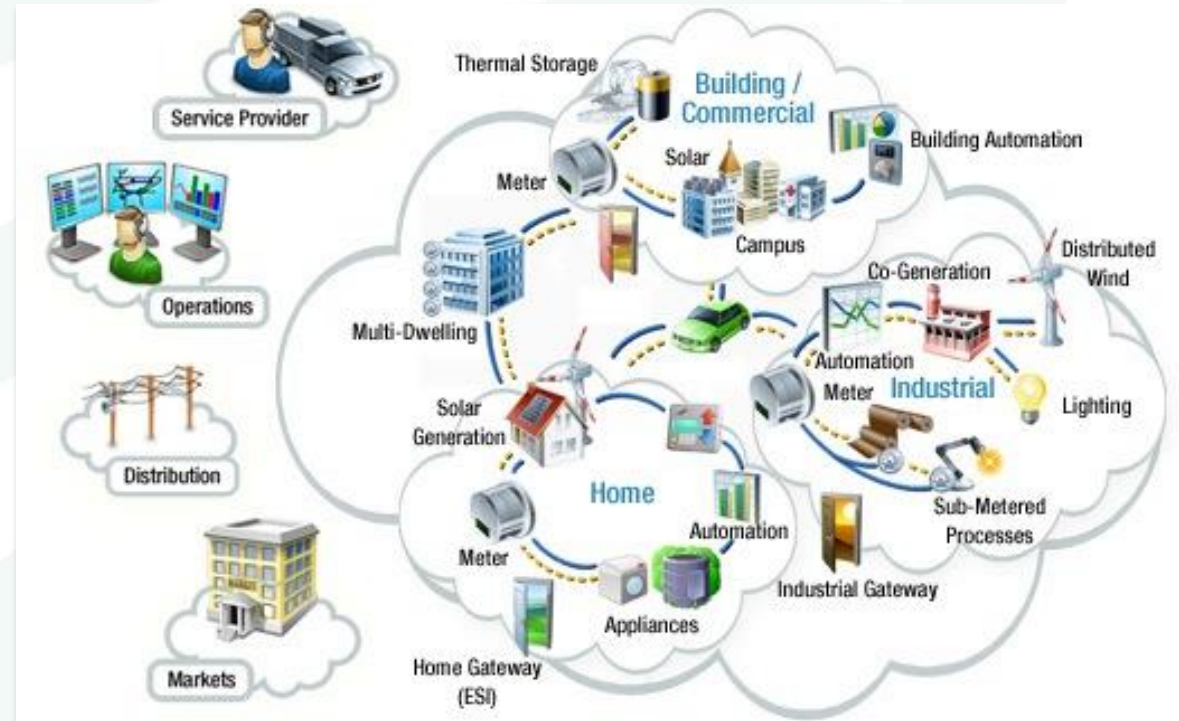 Service Provider
Operations
Distribution
Markets
Thermal Storage
Building /
Commercial
Building Automation
Meter
Solar
Campus
Multi-Dwelling
Co-Generation
Distributed
Wind
Automation
Meter
Industrial
Lighting
Sub-Metered
Processes
Industrial Gateway
Solar
Generation
Home
Automation
Meter
Appliances
Home Gateway
(ESI)